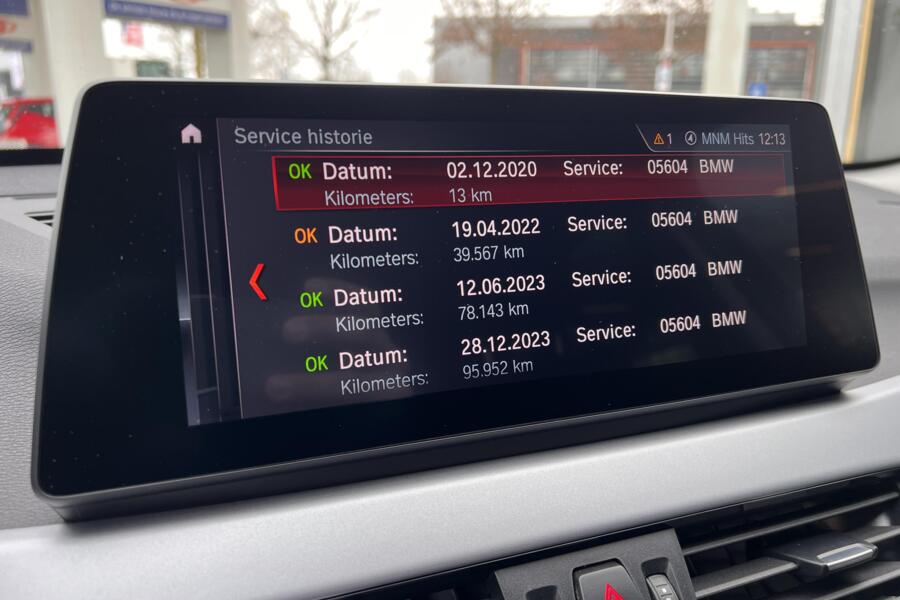 Service historie 1 MNM Hits 12:13
OK Datum: 02.12.2020 Service: 05604 BMW
Kilometers: 13 km
OK Datum: 19.04.2022 Service: 05604 BMW
Kilometers: 39.567 km
OK Datum: 12.06.2023 Service: 05604 BMW
Kilometers: 78.143 km
OK Datum: 28.12.2023 Service: 05604 BMW
Kilometers: 95.952 km